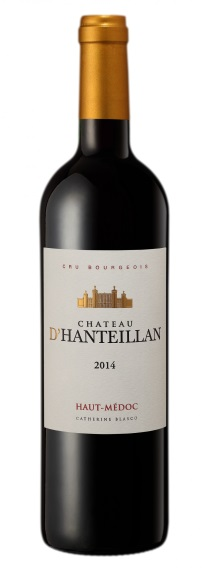 CRU BOURGEOIS
CHATEAU
D'HANTEILLAN
2014
HAUT-MÉDOC
CATHERINE BLASCO